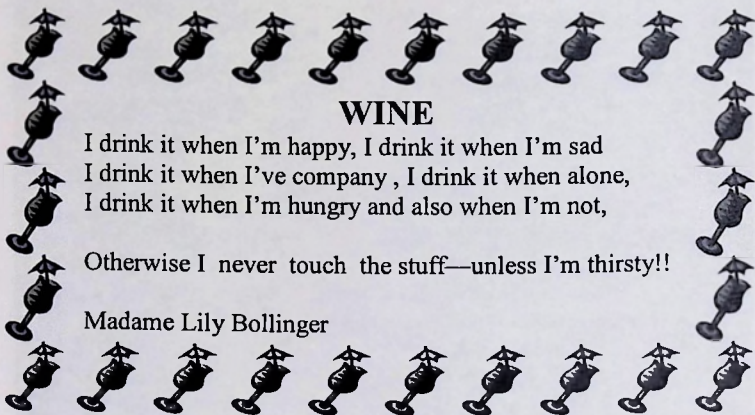 WINE
I drink it when I'm happy, I drink it when I'm sad
I drink it when I've company , I drink it when alone,
I drink it when I'm hungry and also when I'm not,
Otherwise I never touch the stuff—unless I'm thirsty!!
Madame Lily Bollinger